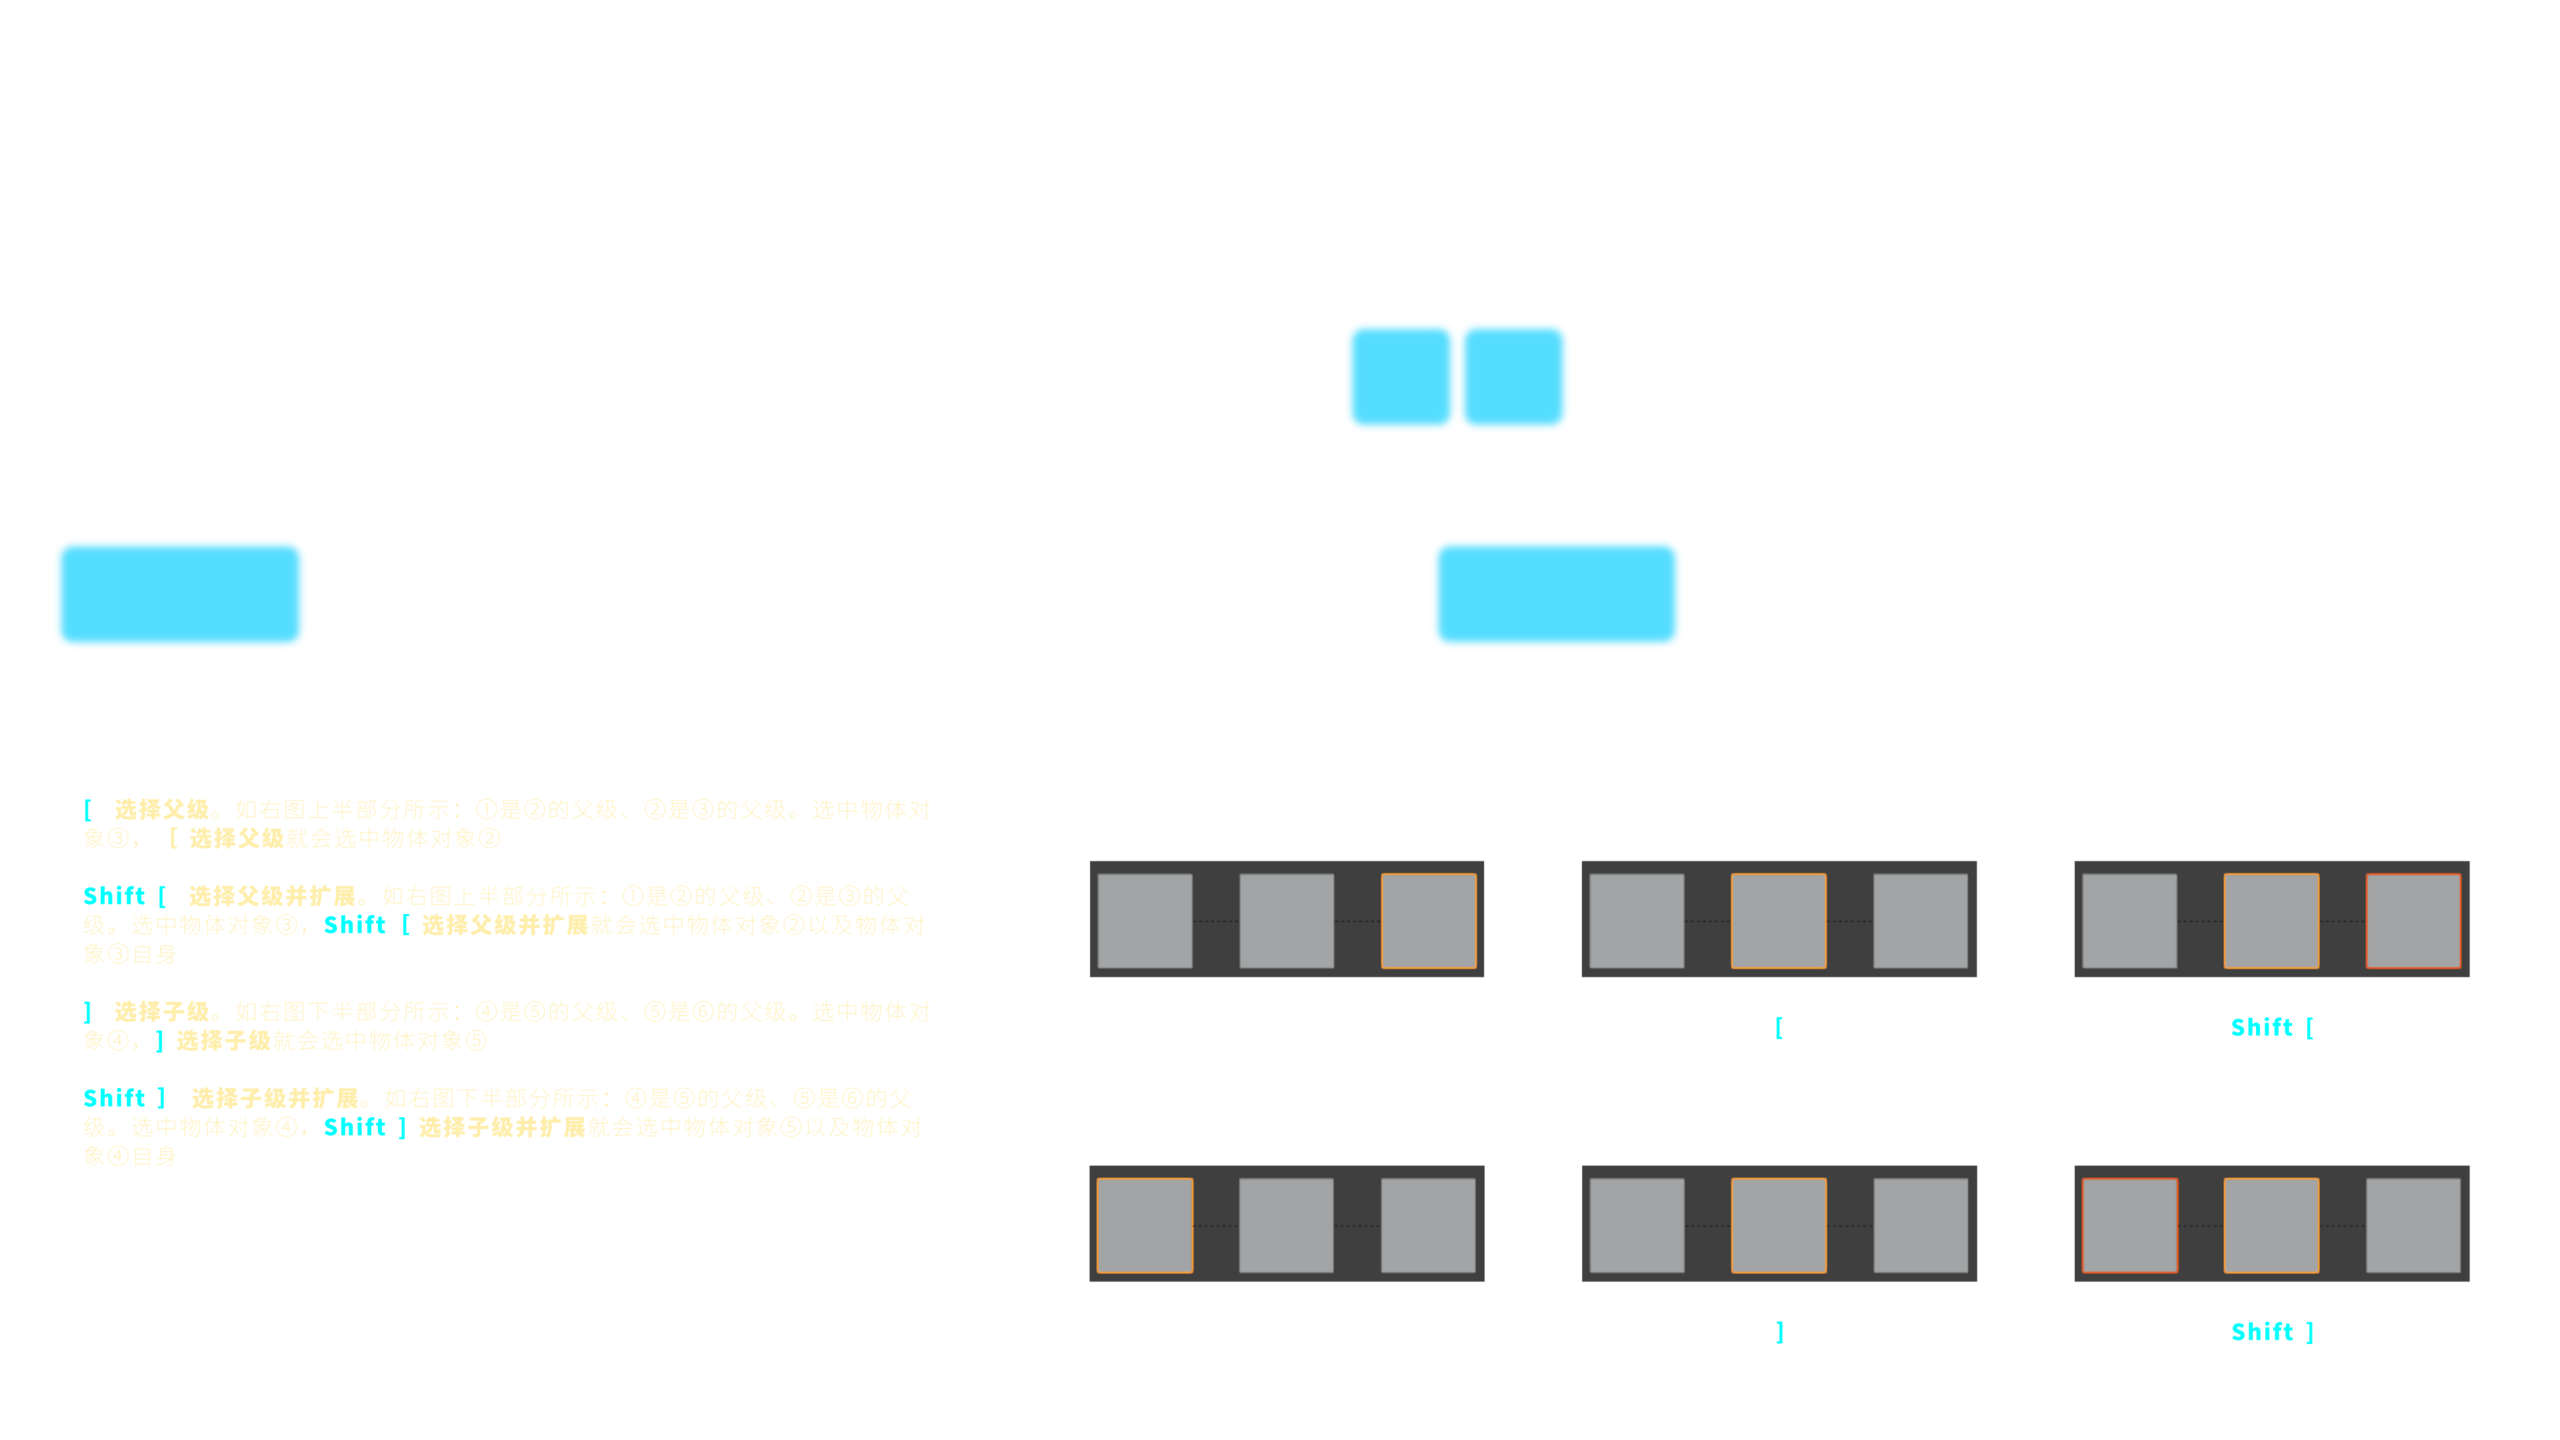 [ 选择父级。如右图上半部分所示：①是②的父级、②是③的父级。选中物体对
象③， [ 选择父级就会选中物体对象②
Shift [ 选择父级并扩展。如右图上半部分所示：①是②的父级、②是③的父
级。选中物体对象③，Shift [ 选择父级并扩展就会选中物体对象②以及物体对
象③自身
] 选择子级。如右图下半部分所示：④是⑤的父级、⑤是⑥的父级。选中物体对
象④，] 选择子级就会选中物体对象⑤
Shift ] 选择子级并扩展。如右图下半部分所示：④是⑤的父级、⑤是⑥的父
级。选中物体对象④，Shift ] 选择子级并扩展就会选中物体对象⑤以及物体对
象④自身
[
Shift [
]
Shift ]